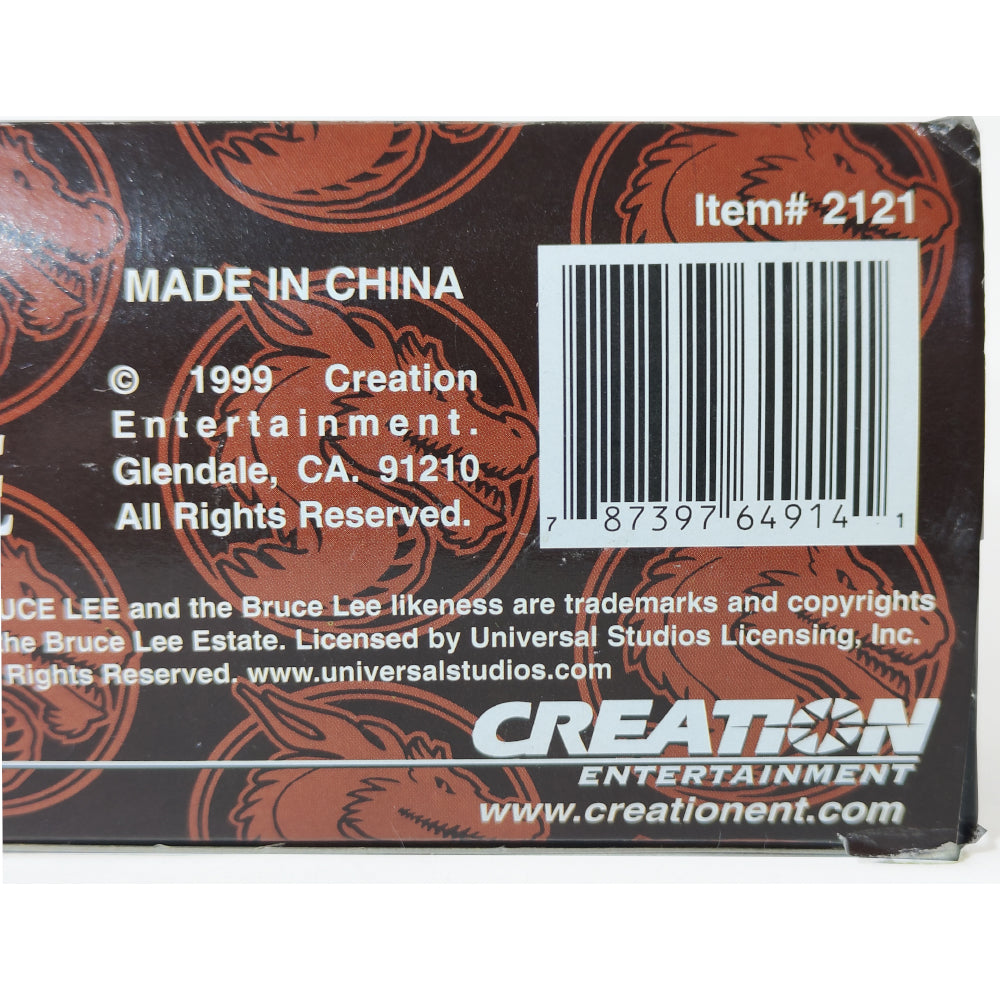 Item# 2121
MADE IN CHINA
© 1999 Creation
Entertainment.
Glendale, CA. 91210
All Rights Reserved.
7 87397 64914 1
UCE LEE and the Bruce Lee likeness are trademarks and copyrights
the Bruce Lee Estate. Licensed by Universal Studios Licensing, Inc.
Rights Reserved. www.universalstudios.com
CREATION
ENTERTAINMENT
www.creationent.com